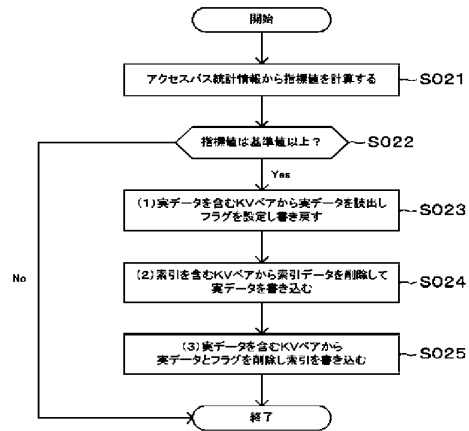 開始
アクセスパス統計情報から指標値を計算する
S021
指標値は基準値以上？
S022
Yes
(1)実データを含むKVペアから実データを読出し
フラグを設定し書き戻す
S023
No
(2)索引を含むKVペアから索引データを削除して
実データを書き込む
S024
(3)実データを含むKVペアから
実データとフラグを削除し索引を書き込む
S025
終了